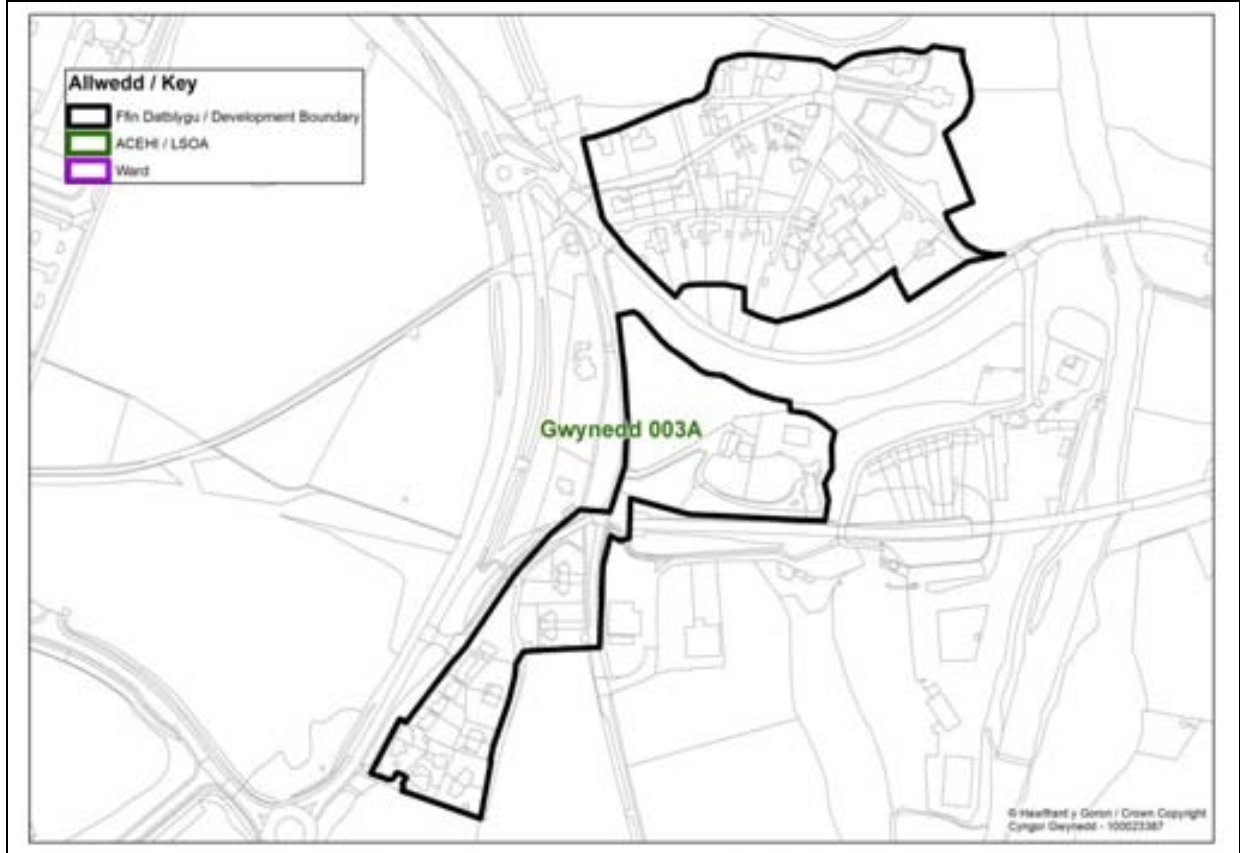 Allwedd / Key
Ffin Datblygu / Development Boundary
ACEHI / LSOA
Ward
Gwynedd 003A
© Hawlfraint y Goron / Crown Copyright
Cyngor Gwynedd - 100023387